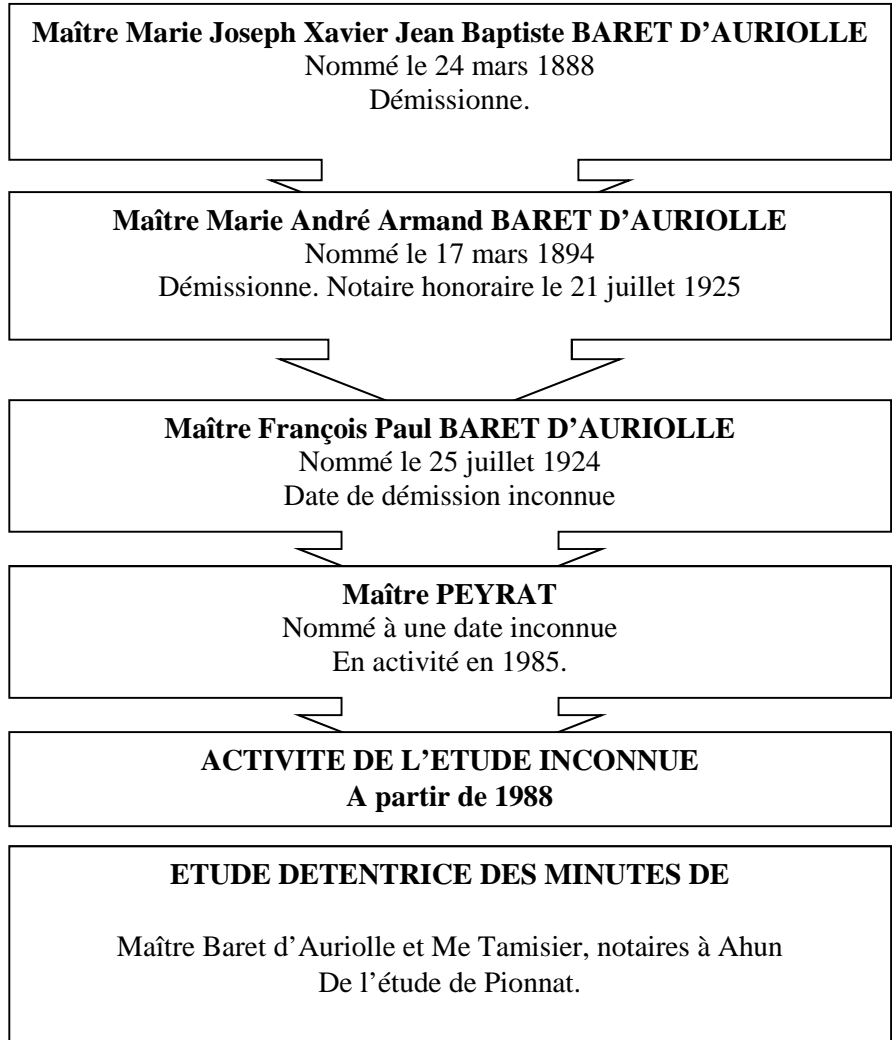 Maître Marie Joseph Xavier Jean Baptiste BARET D’AURIOLLE
Nommé le 24 mars 1888
Démissionne.
Maître Marie André Armand BARET D’AURIOLLE
Nommé le 17 mars 1894
Démissionne. Notaire honoraire le 21 juillet 1925
Maître François Paul BARET D’AURIOLLE
Nommé le 25 juillet 1924
Date de démission inconnue
Maître PEYRAT
Nommé à une date inconnue
En activité en 1985.
ACTIVITE DE L’ETUDE INCONNUE
A partir de 1988
ETUDE DETENTRICE DES MINUTES DE
Maître Baret d’Auriolle et Me Tamisier, notaires à Ahun
De l’étude de Pionnat.